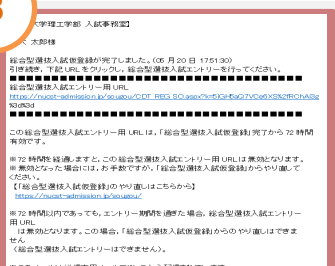 大学理工学部 入試事務室】
太郎様
総合型選抜入試仮登録が完了しました。(05 月 20 日 17:51:30)
引き続き、下記 URL をクリックし、総合型選抜入試エントリーを行ってください。
■■■■■■■■■■■■■■■■■■■■■■■■■■■■■■
総合型選抜入試エントリー用 URL
%3d%3d
■■■■■■■■■■■■■■■■■■■■■■■■■■■■■■
この総合型選抜入試エントリー用 URL は、「総合型選抜入試仮登録」完了から 72 時間
有効です。
※72 時間を経過しますと、この総合型選抜入試エントリー用 URL は無効となります。
※ 無効となった場合には、お手数ですが、「総合型選抜入試仮登録」からやり直して
ください。
【「総合型選抜入試仮登録」のやり直しはこちらから】
https://nucst-admission.jp/sougou/
※72 時間以内であっても、エントリー期間を過ぎた場合、総合型選抜入試エントリー
用 URL
は無効となります。この場合、「総合型選抜入試仮登録」からのやり直しはできま
せん
(総合型選抜入試エントリーはできません)。